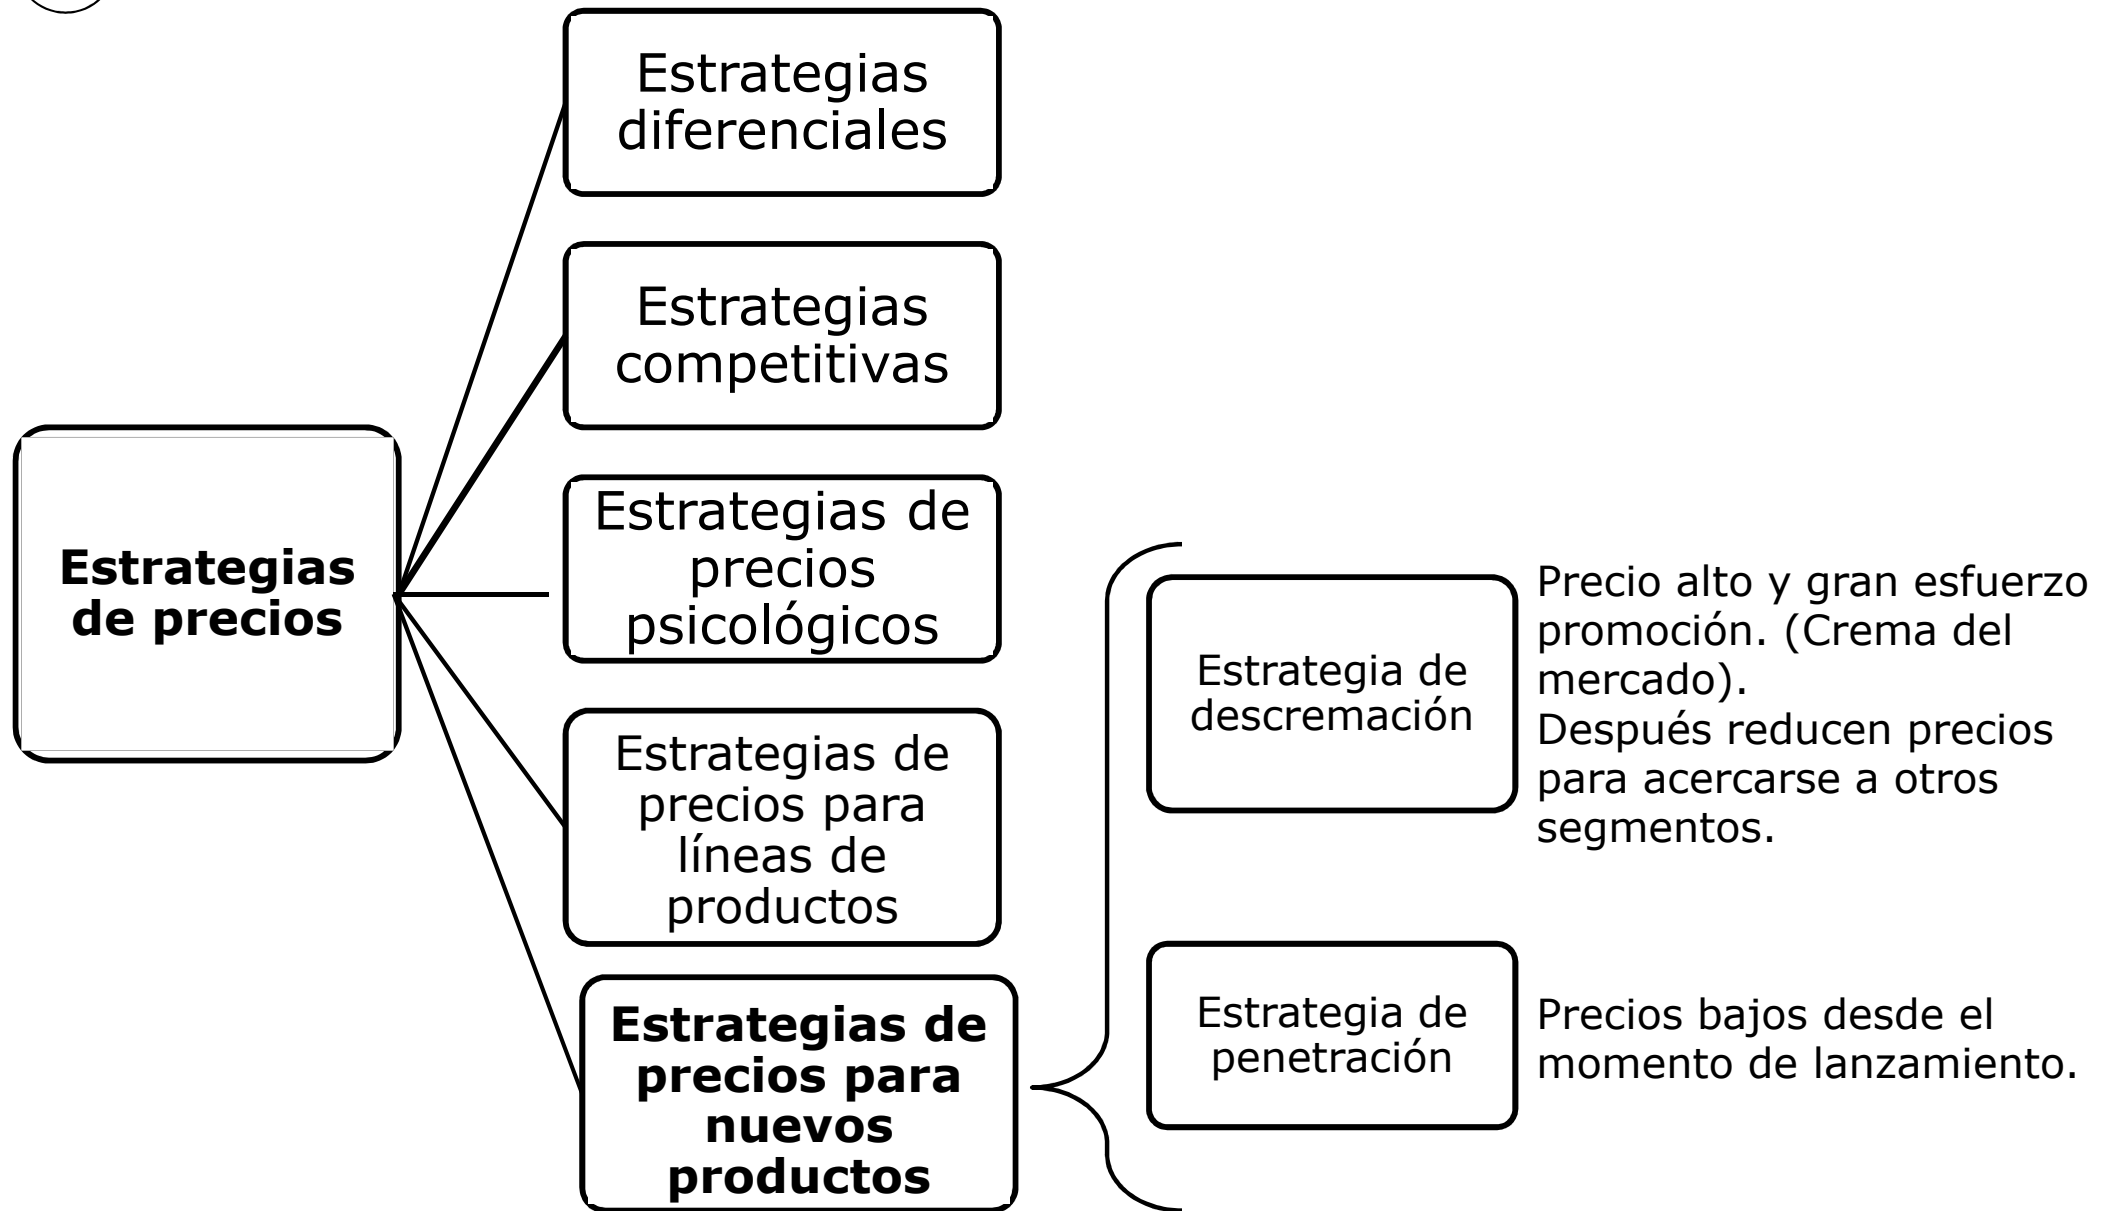 Estrategias
de precios
Estrategias
diferenciales
Estrategias
competitivas
Estrategias de
precios
psicológicos
Estrategias de
precios para
líneas de
productos
Estrategias de
precios para
nuevos
productos
Estrategia de
descremación
Precio alto y gran esfuerzo
promoción. (Crema del
mercado).
Después reducen precios
para acercarse a otros
segmentos.
Estrategia de
penetración
Precios bajos desde el
momento de lanzamiento.